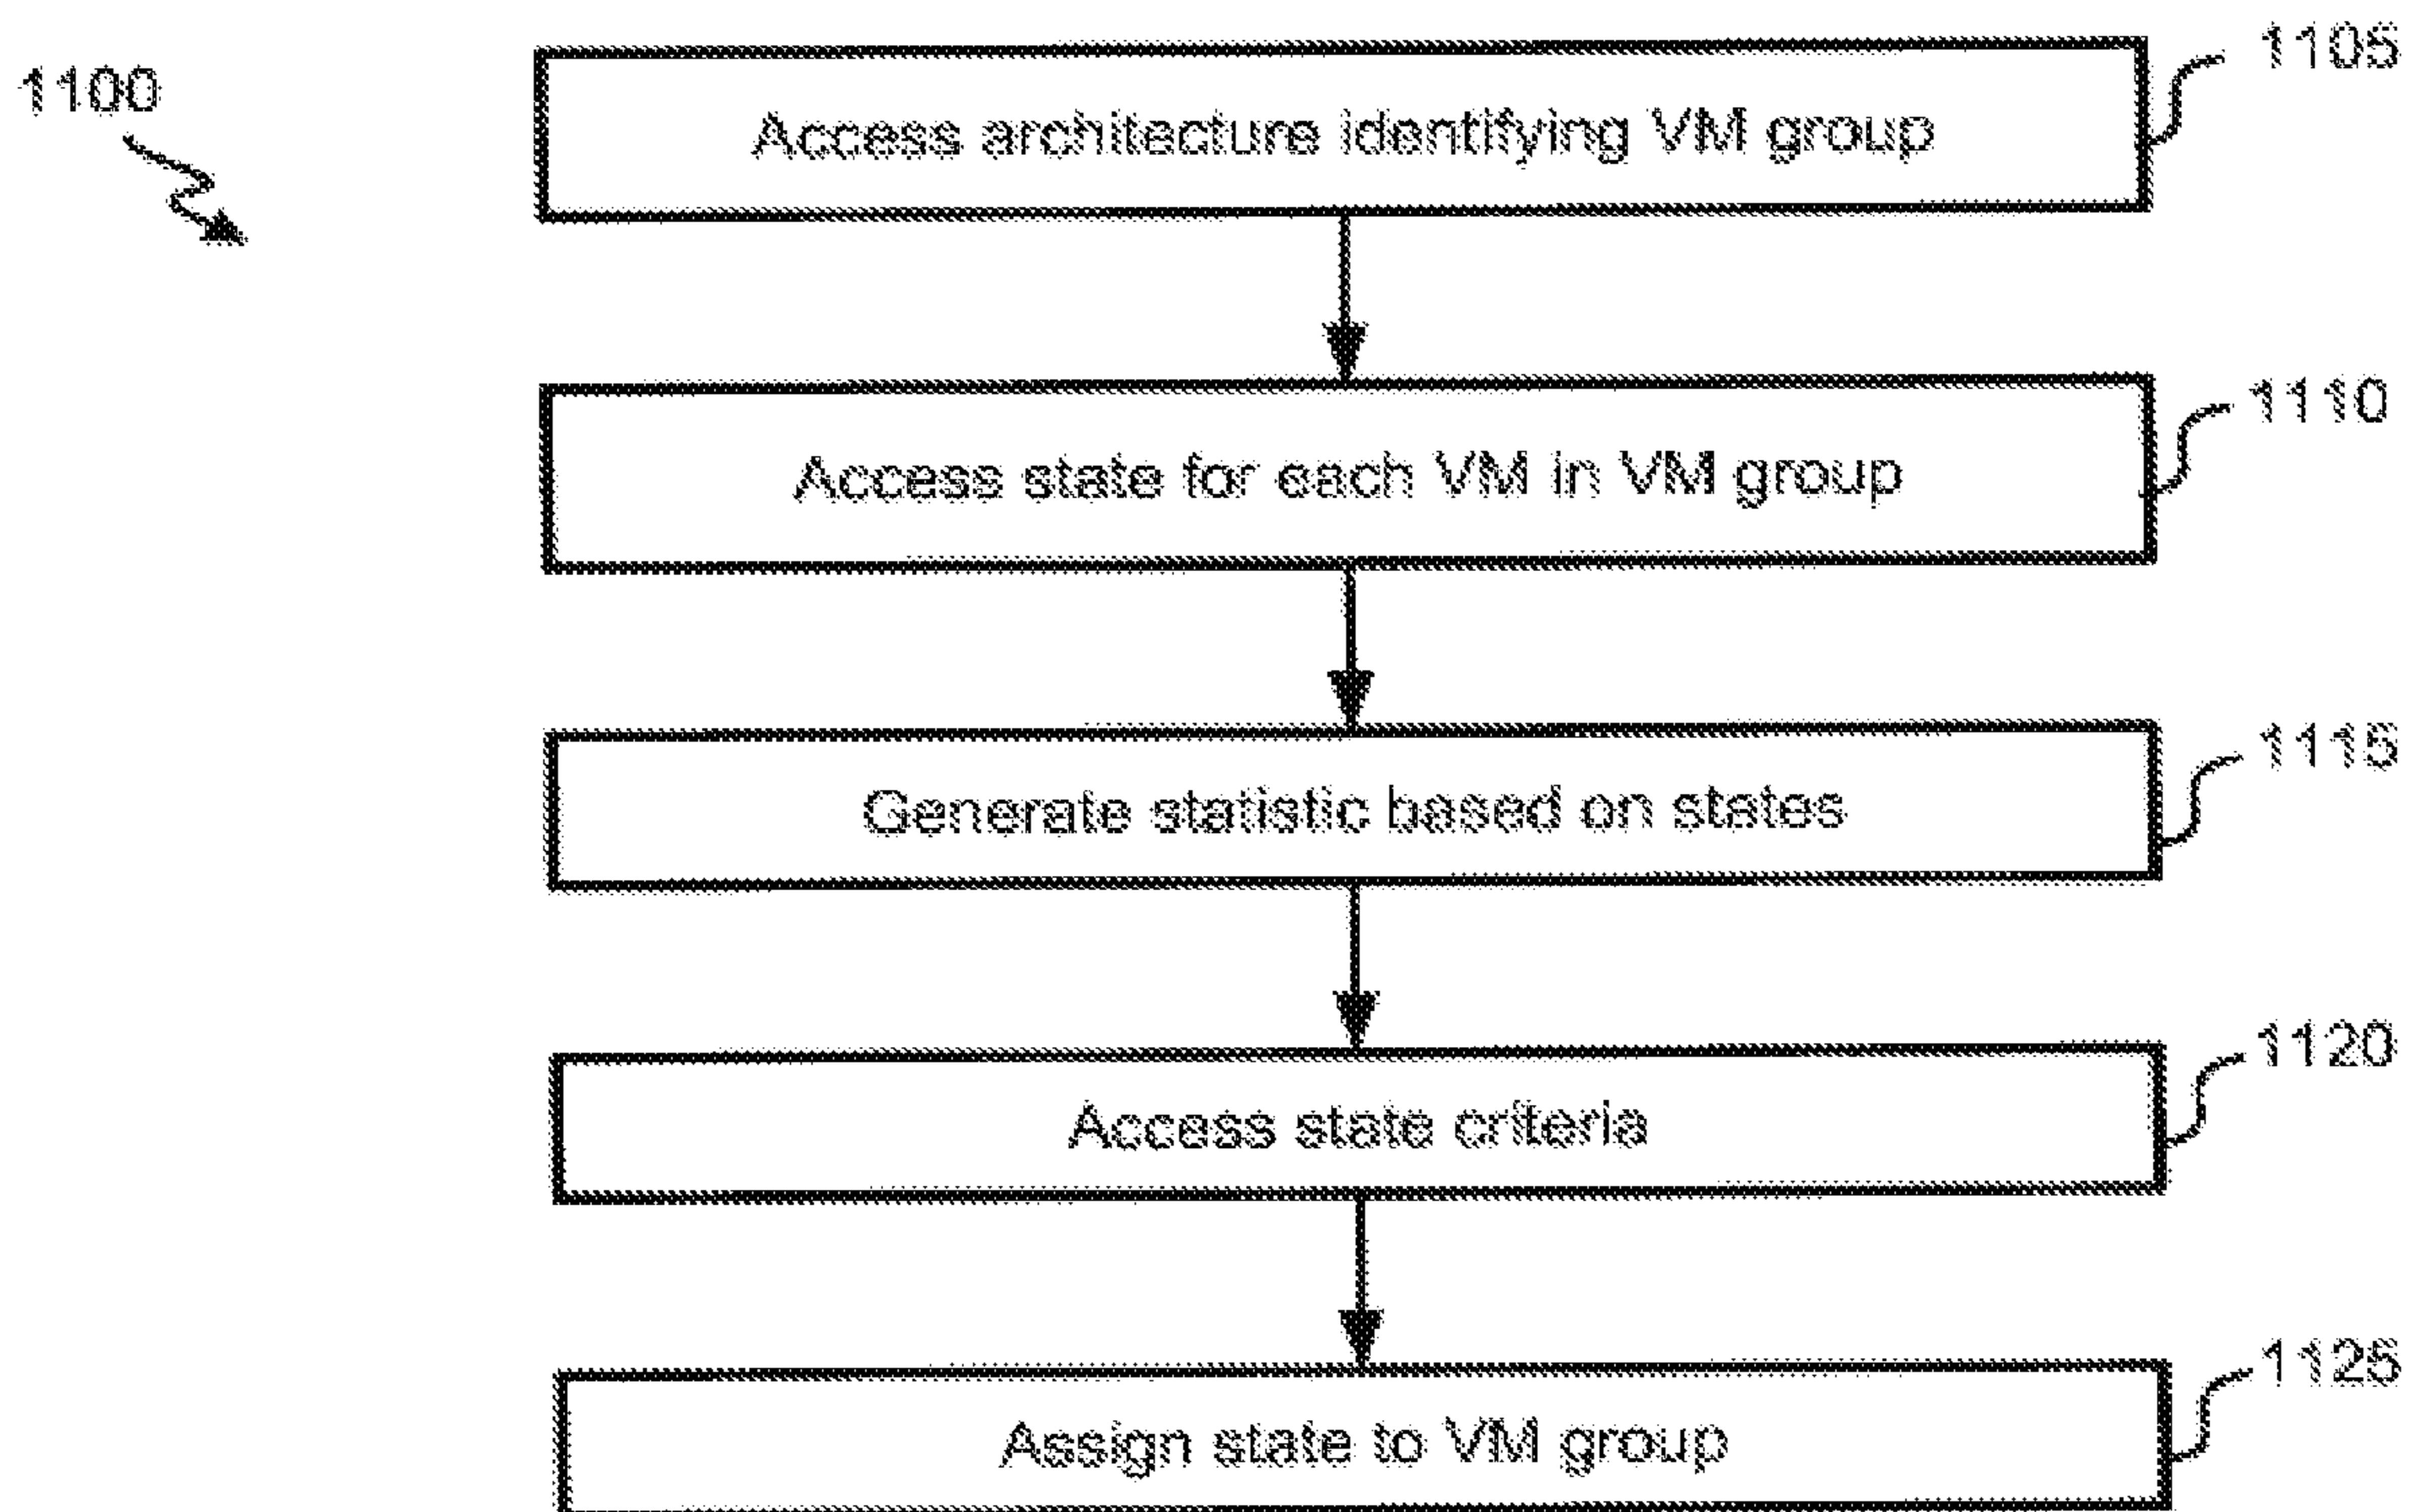 1100
Access architecture identifying VM group
1105
Access state for each VM in VM group
1110
Generate statistic based on states
1115
Access state criteria
1120
Assign state to VM group
1125